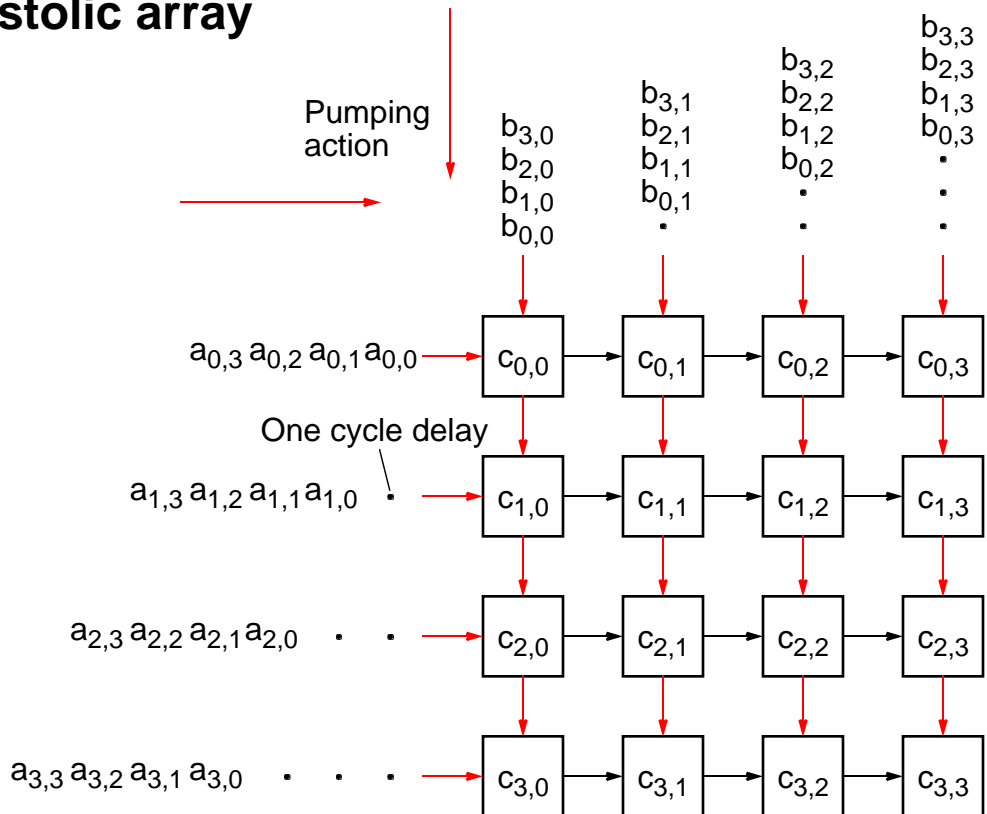 stolic array
Pumping
action
b3,0
b2,0
b1,0
b0,0
b3,1
b2,1
b1,1
b0,1
b3,2
b2,2
b1,2
b0,2
b3,3
b2,3
b1,3
b0,3
a0,3 a0,2 a0,1 a0,0
c0,0 c0,1 c0,2 c0,3
One cycle delay
a1,3 a1,2 a1,1 a1,0
c1,0 c1,1 c1,2 c1,3
a2,3 a2,2 a2,1 a2,0
c2,0 c2,1 c2,2 c2,3
a3,3 a3,2 a3,1 a3,0
c3,0 c3,1 c3,2 c3,3